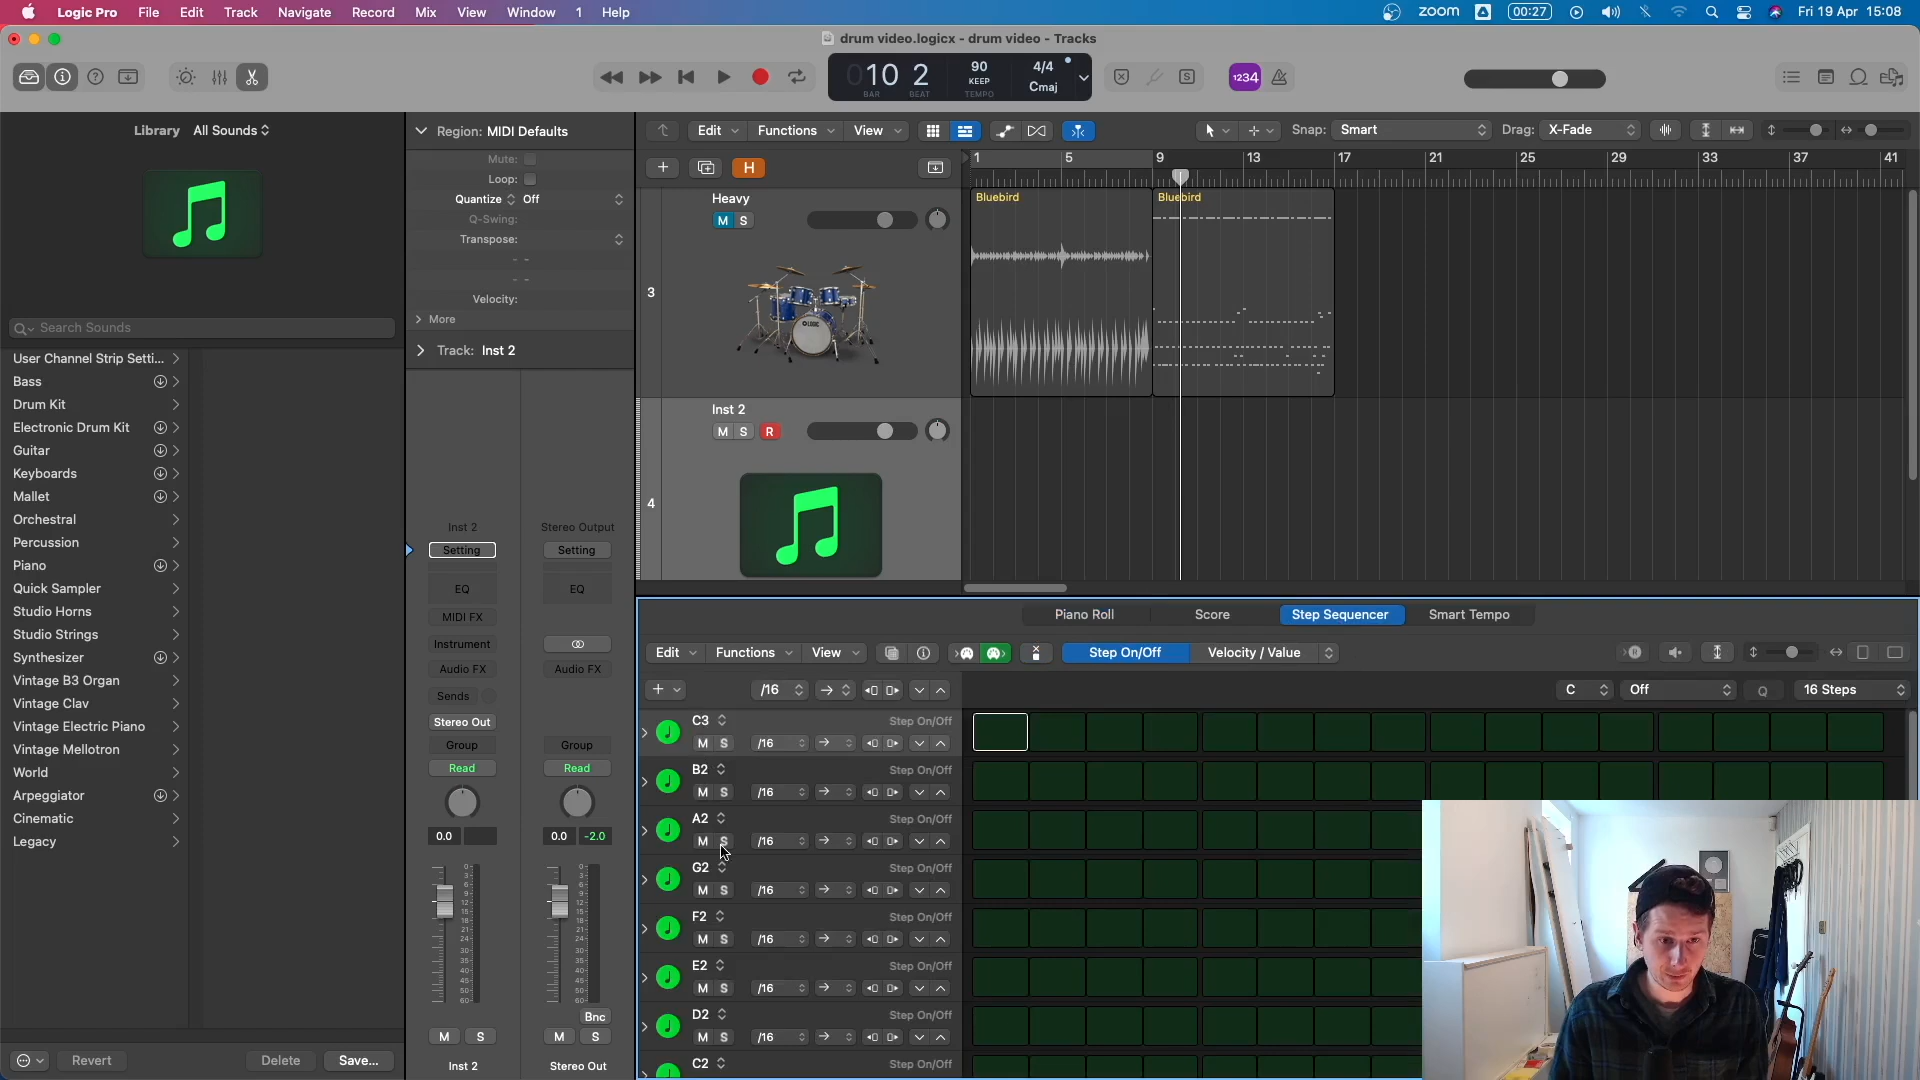 Logic Pro File Edit Track Navigate Record Mix View Window 1 Help zoom 00:27 Fri 19 Apr 15:08
drum video.logicx - drum video - Tracks
010 2 90 4/4
KEEP Cmaj
BAR BEAT TEMPO
S 1234
Library All Sounds
Search Sounds
User Channel Strip Setti...
Bass
Drum Kit
Electronic Drum Kit
Guitar
Keyboards
Mallet
Orchestral
Percussion
Piano
Quick Sampler
Studio Horns
Studio Strings
Synthesizer
Vintage B3 Organ
Vintage Clav
Vintage Electric Piano
Vintage Mellotron
World
Arpeggiator
Cinematic
Legacy
Revert Delete Save...
Region: MIDI Defaults
Mute:
Loop:
Quantize Off
Q-Swing:
Transpose:
Velocity:
More
Track: Inst 2
Inst 2 Stereo Output
Setting Setting
EQ EQ
MIDI FX
Instrument
Audio FX Audio FX
Sends
Stereo Out
Group Group
Read Read
0.0 0.0 -2.0
Bnc
M S M S
Inst 2 Stereo Out
Edit Functions View Snap: Smart Drag: X-Fade
H
1 5 9 13 17 21 25 29 33 37 41
3
Heavy
M S
Bluebird Bluebird
4
Inst 2
M S R
Piano Roll Score Step Sequencer Smart Tempo
Edit Functions View Step On/Off Velocity / Value
/16 C Off Q 16 Steps
C3 Step On/Off
M S /16
B2 Step On/Off
M S /16
A2 Step On/Off
M S /16
G2 Step On/Off
M S /16
F2 Step On/Off
M S /16
E2 Step On/Off
M S /16
D2 Step On/Off
M S /16
C2 Step On/Off